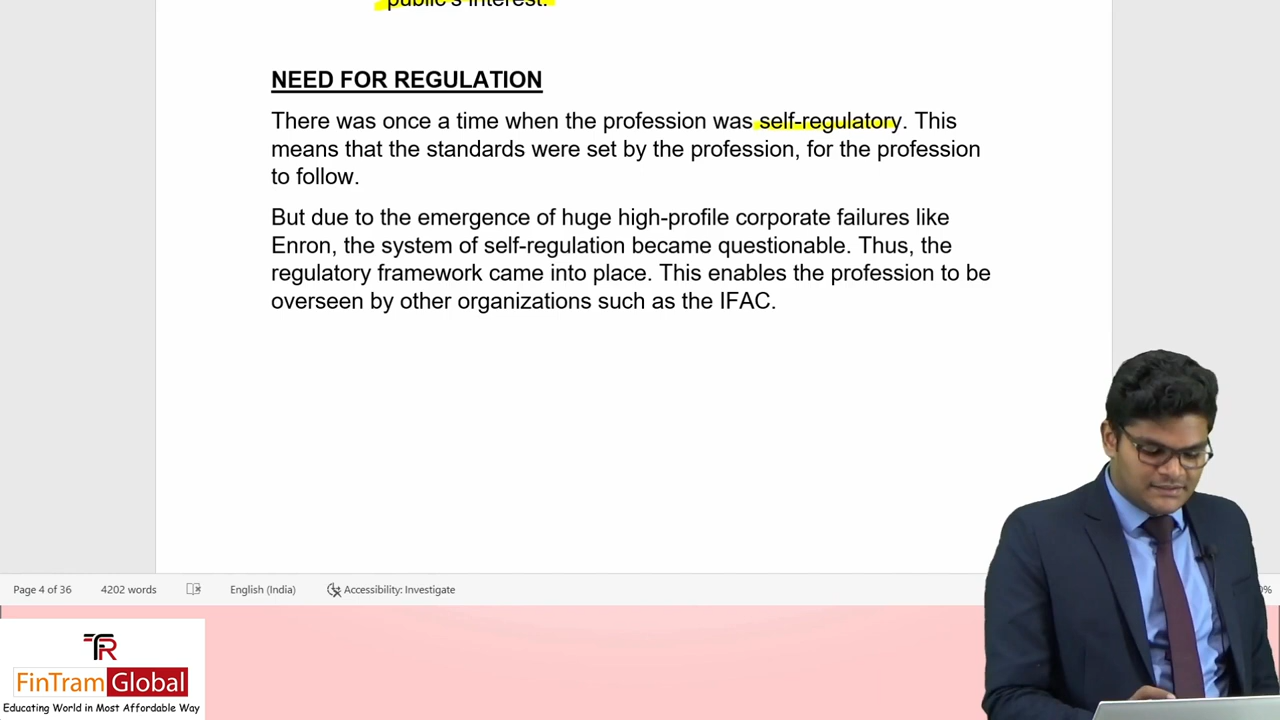 public's interest.
NEED FOR REGULATION
There was once a time when the profession was self-regulatory. This
means that the standards were set by the profession, for the profession
to follow.
But due to the emergence of huge high-profile corporate failures like
Enron, the system of self-regulation became questionable. Thus, the
regulatory framework came into place. This enables the profession to be
overseen by other organizations such as the IFAC.
Page 4 of 36 4202 words English (India) Accessibility: Investigate 0%
TR
FinTram Global
Educating World in Most Affordable Way